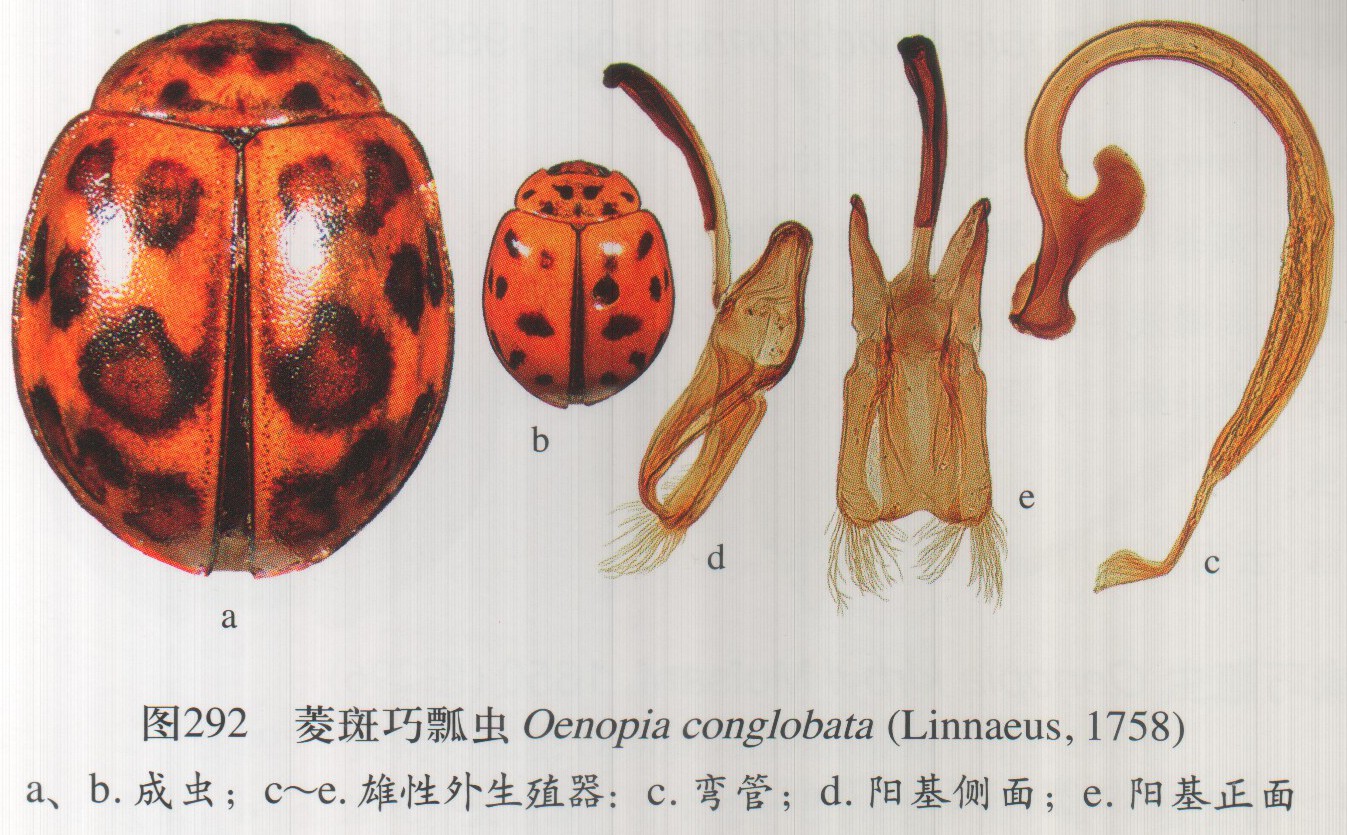 a
b
d
e
c
图292 菱斑巧瓢虫 Oenopia conglobata (Linnaeus, 1758)
a、b. 成虫；c～e. 雄性外生殖器：c. 弯管；d. 阳基侧面；e. 阳基正面